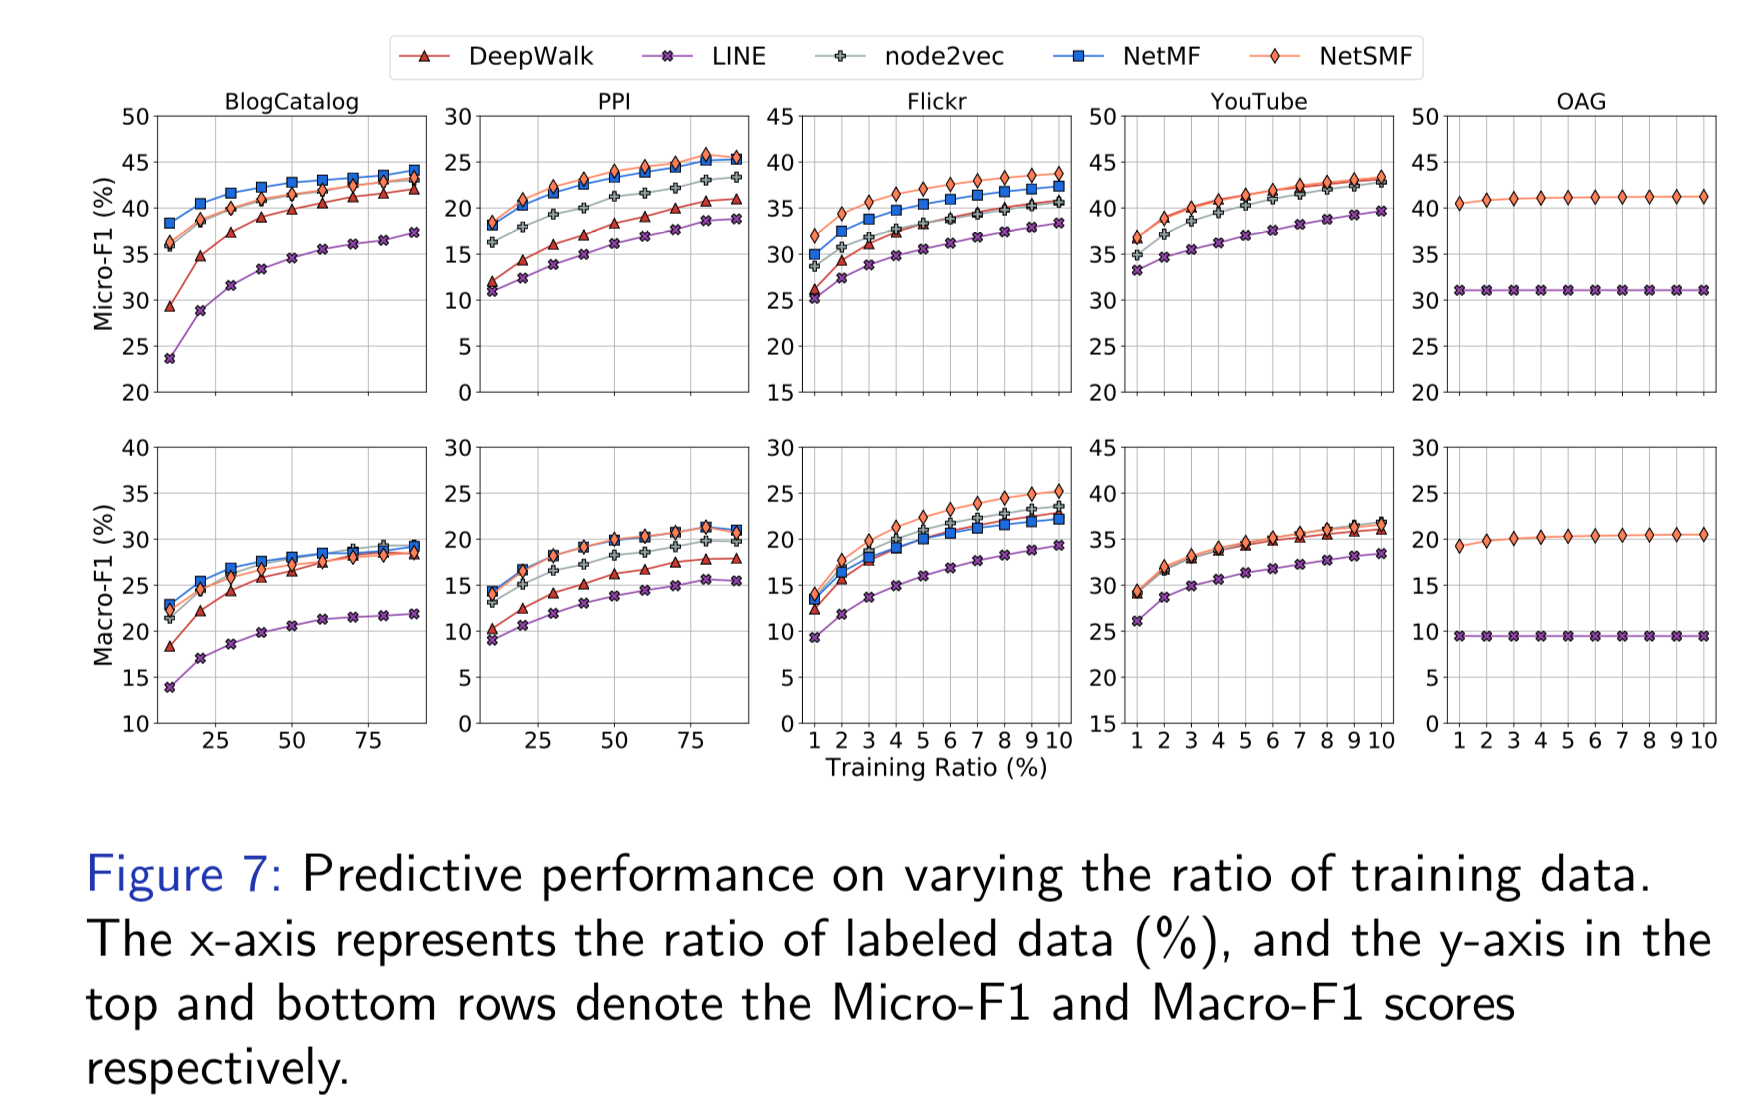 DeepWalk LINE node2vec NetMF NetSMF
BlogCatalog PPI Flickr YouTube OAG
Micro-F1 (%)
50 45 40 35 30 25 20
30 25 20 15 10 5 0
45 40 35 30 25 20 15
50 45 40 35 30 25 20
50 45 40 35 30 25 20
Macro-F1 (%)
40 35 30 25 20 15 10
30 25 20 15 10 5 0
30 25 20 15 10 5 0
45 40 35 30 25 20 15
30 25 20 15 10 5 0
25 50 75 25 50 75 1 2 3 4 5 6 7 8 9 10 1 2 3 4 5 6 7 8 9 10 1 2 3 4 5 6 7 8 9 10
Training Ratio (%)
Figure 7: Predictive performance on varying the ratio of training data.
The x-axis represents the ratio of labeled data (%), and the y-axis in the
top and bottom rows denote the Micro-F1 and Macro-F1 scores
respectively.